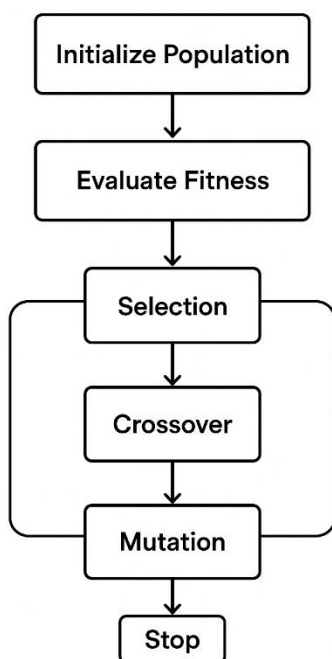 Initialize Population
Evaluate Fitness
Selection
Crossover
Mutation
Stop